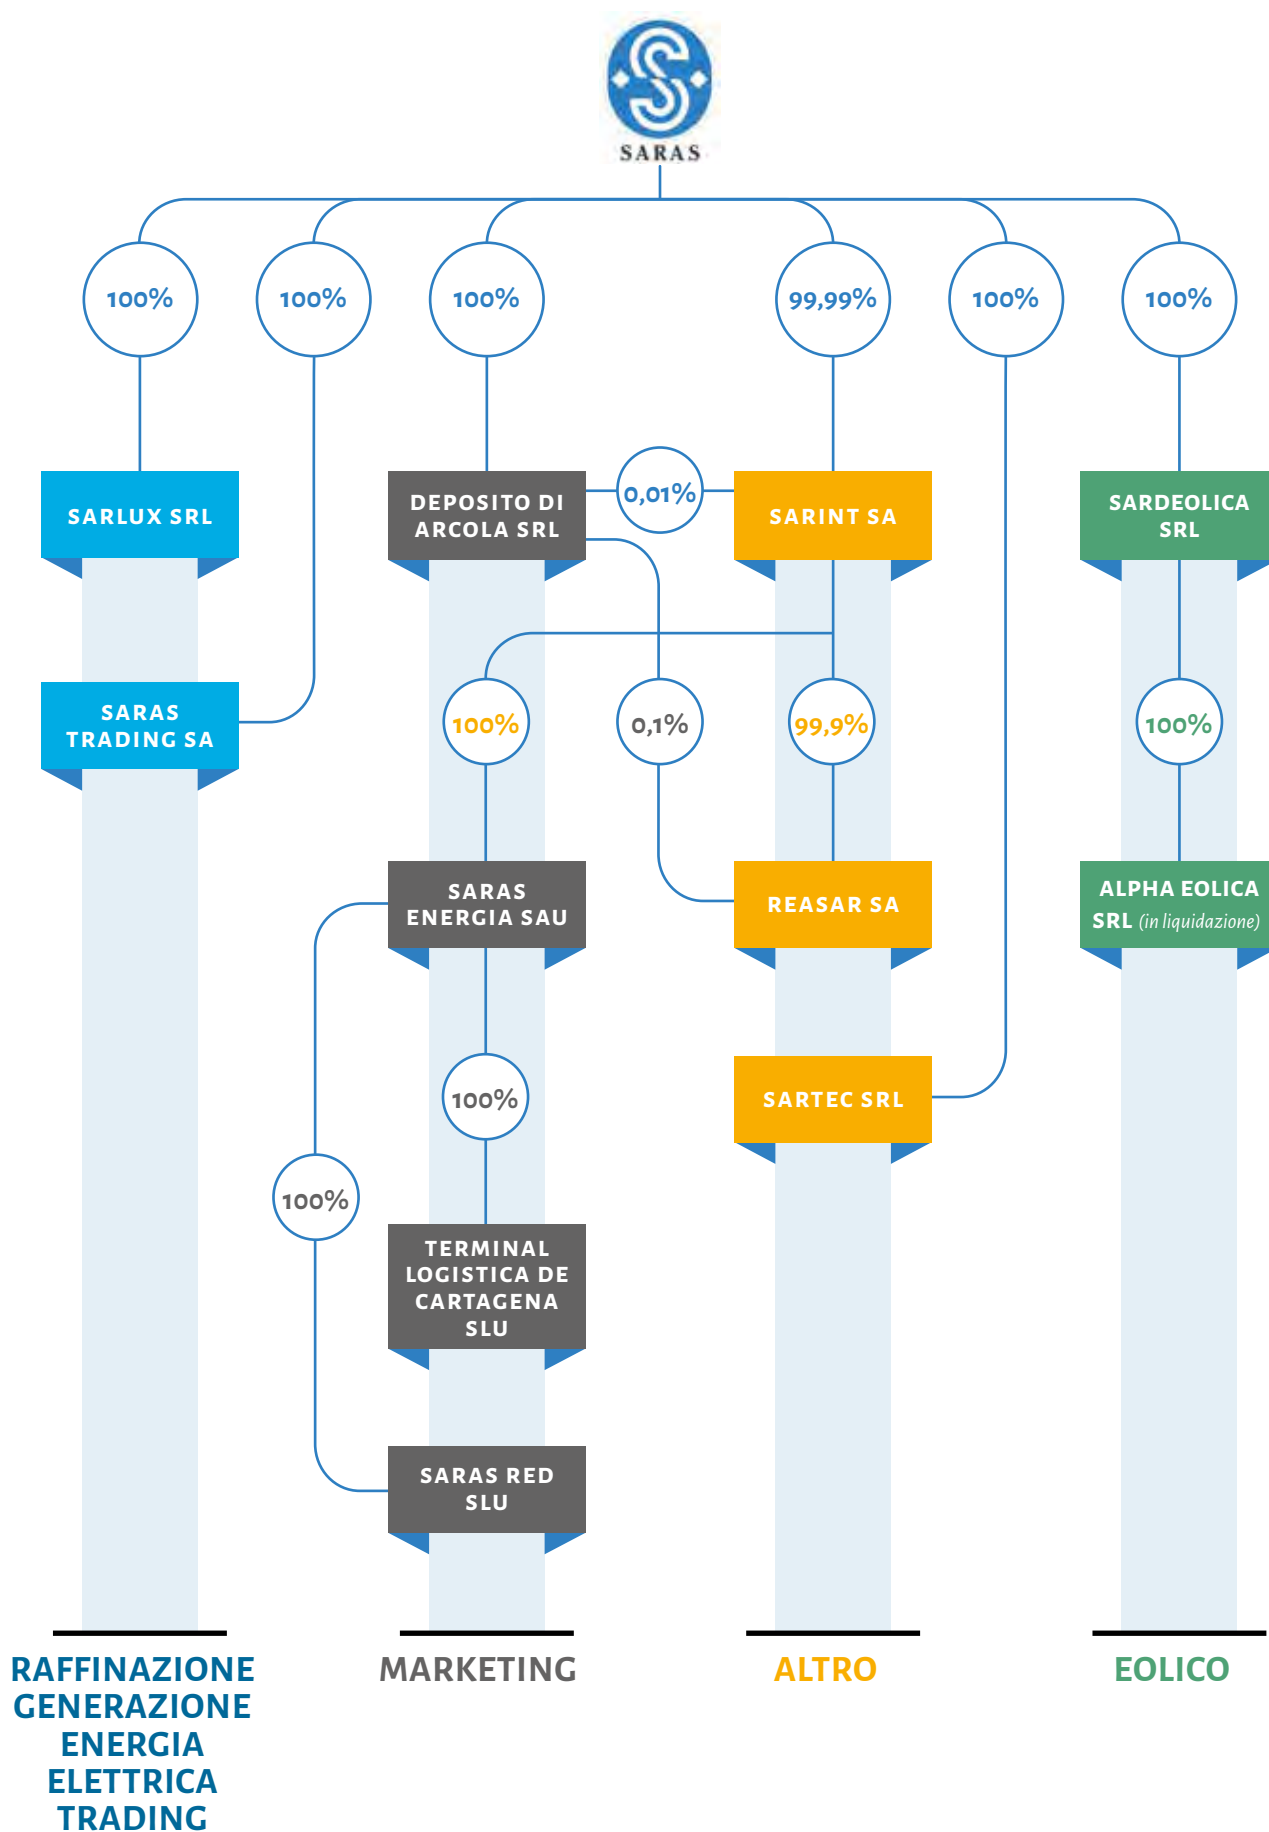 SARAS
100%
100%
100%
99,99%
100%
100%
SARLUX SRL
DEPOSITO DI
ARCOLA SRL
0,01%
SARINT SA
SARDEOLICA
SRL
SARAS
TRADING SA
100%
0,1%
99,9%
100%
SARAS
ENERGIA SAU
REASAR SA
ALPHA EOLICA
SRL (in liquidazione)
100%
SARTEC SRL
100%
TERMINAL
LOGISTICA DE
CARTAGENA
SLU
SARAS RED
SLU
RAFFINAZIONE
GENERAZIONE
ENERGIA
ELETTRICA
TRADING
MARKETING
ALTRO
EOLICO